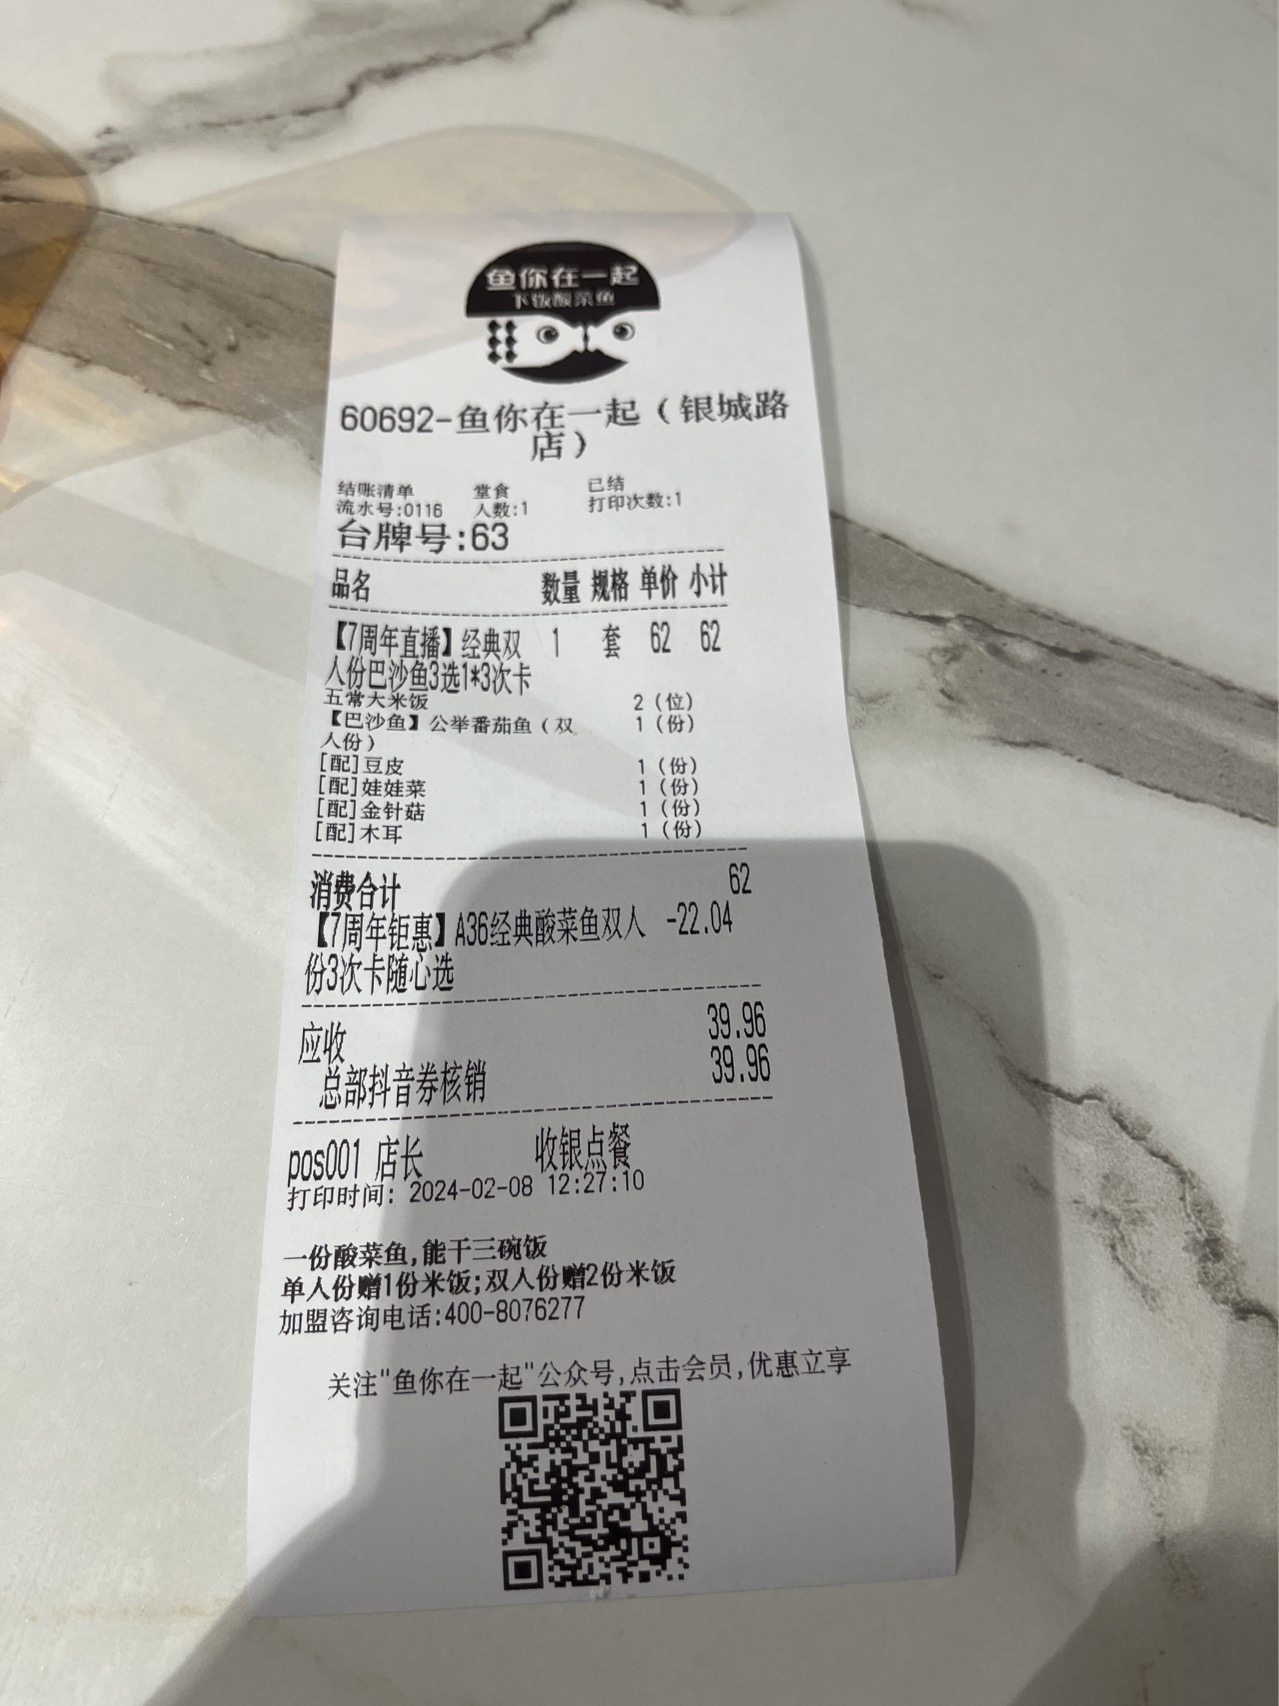 鱼你在一起
下饭酸菜鱼
60692-鱼你在一起（银城路
店）
结账清单 堂食 已结
流水号:0116 人数:1 打印次数:1
台牌号:63
品名 数量 规格 单价 小计
【7周年直播】经典双 1 套 62 62
人份巴沙鱼3选1*3次卡
五常大米饭 2（位）
【巴沙鱼】公举番茄鱼（双 1（份）
人份）
[配]豆皮 1（份）
[配]娃娃菜 1（份）
[配]金针菇 1（份）
[配]木耳 1（份）
消费合计 62
【7周年钜惠】A36经典酸菜鱼双人 -22.04
份3次卡随心选
应收 39.96
总部抖音券核销 39.96
pos001 店长 收银点餐
打印时间: 2024-02-08 12:27:10
一份酸菜鱼,能干三碗饭
单人份赠1份米饭;双人份赠2份米饭
加盟咨询电话:400-8076277
关注"鱼你在一起"公众号,点击会员,优惠立享